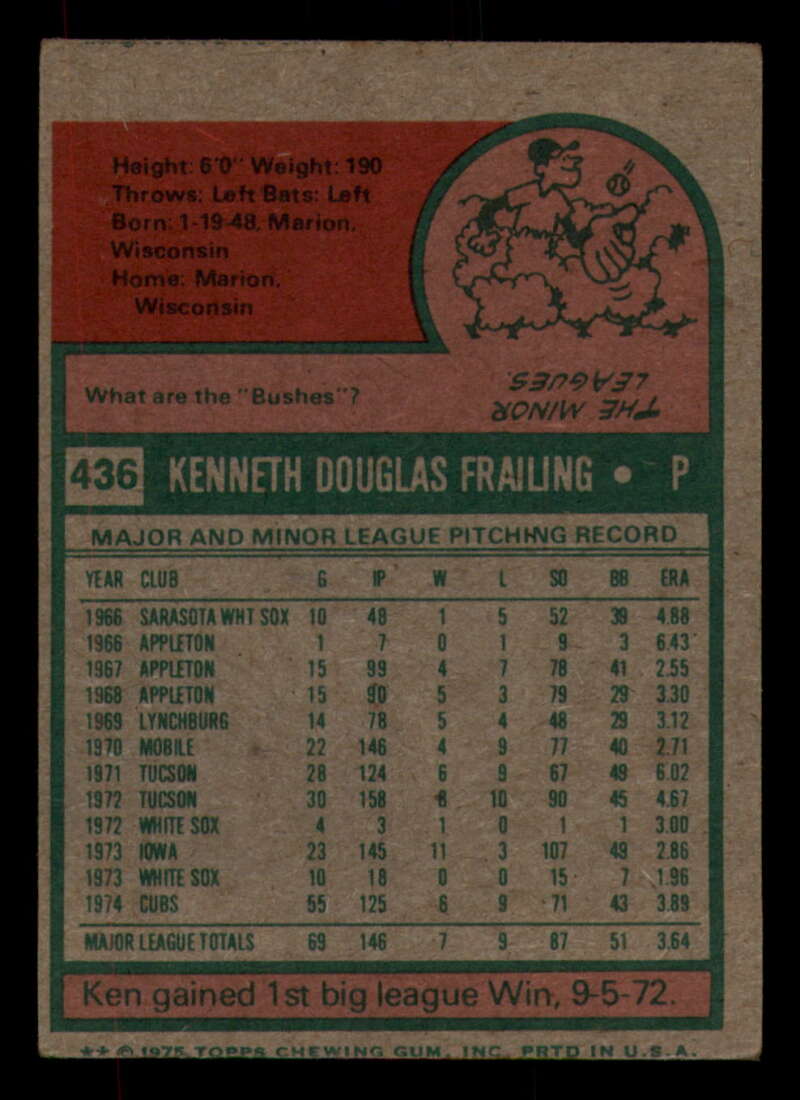 Height: 6'0" Weight: 190
Throws: Left Bats: Left
Born: 1-19-48, Marion,
Wisconsin
Home: Marion,
Wisconsin
What are the "Bushes"?
THE MINOR
LEAGUES.
436 KENNETH DOUGLAS FRAILING • P
MAJOR AND MINOR LEAGUE PITCHING RECORD
YEAR CLUB G IP W L SO BB ERA
1966 SARASOTA WHT SOX 10 48 1 5 52 39 4.88
1966 APPLETON 1 7 0 1 9 3 6.43
1967 APPLETON 15 99 4 7 78 41 2.55
1968 APPLETON 15 90 5 3 79 29 3.30
1969 LYNCHBURG 14 78 5 4 48 29 3.12
1970 MOBILE 22 146 4 9 77 40 2.71
1971 TUCSON 28 124 6 9 67 49 6.02
1972 TUCSON 30 158 8 10 90 45 4.67
1972 WHITE SOX 4 3 1 0 1 1 3.00
1973 IOWA 23 145 11 3 107 49 2.86
1973 WHITE SOX 10 18 0 0 15 7 1.96
1974 CUBS 55 125 6 9 71 43 3.89
MAJOR LEAGUE TOTALS 69 146 7 9 87 51 3.64
Ken gained 1st big league Win, 9-5-72.
** © 1975 TOPPS CHEWING GUM, INC. PRTD IN U.S.A.